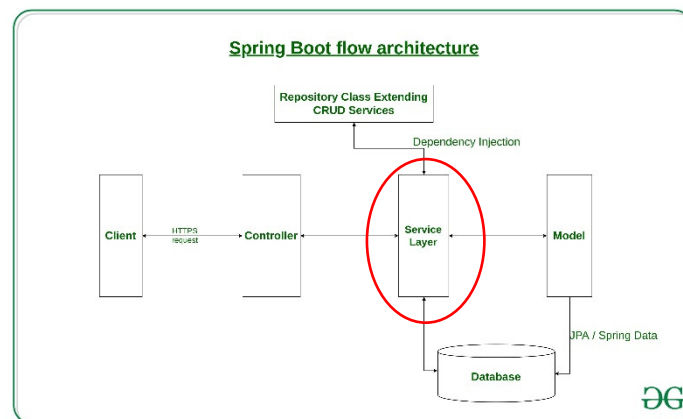 Spring Boot flow architecture
Repository Class Extending
CRUD Services
Dependency Injection
Client
HTTPS
request
Controller
Service
Layer
Model
JPA / Spring Data
Database